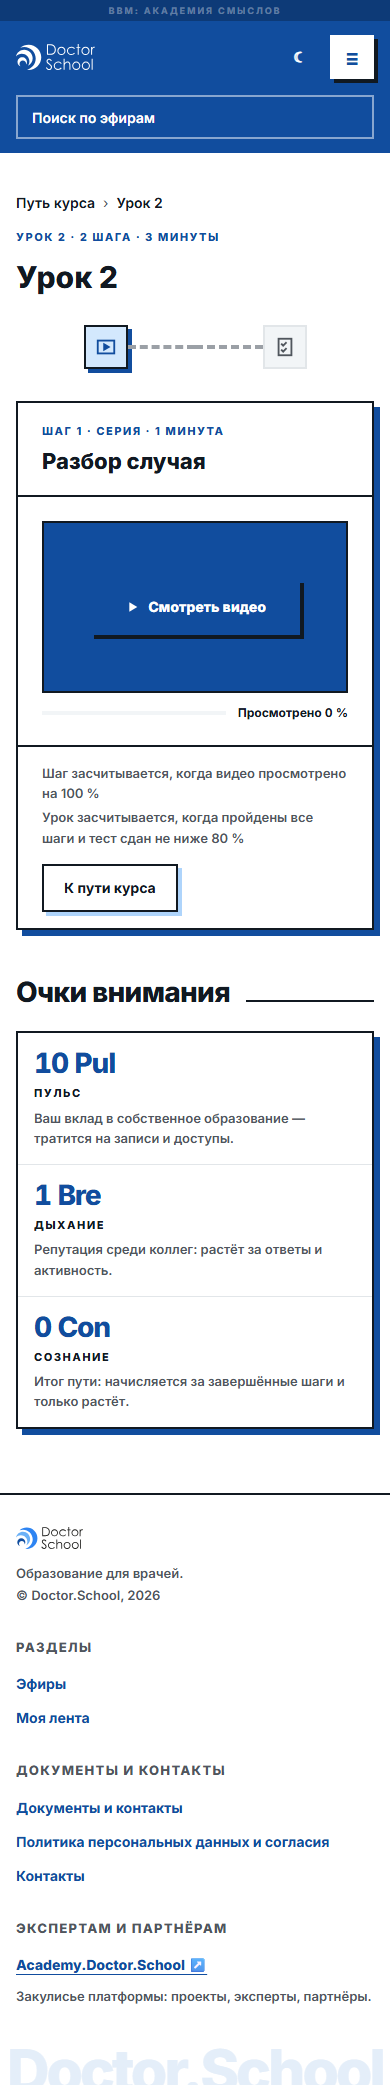 BBM: АКАДЕМИЯ СМЫСЛОВ
Doctor
School
Поиск по эфирам
Путь курса › Урок 2
УРОК 2 · 2 ШАГА · 3 МИНУТЫ
Урок 2
ШАГ 1 · СЕРИЯ · 1 МИНУТА
Разбор случая
Смотреть видео
Просмотрено 0 %
Шаг засчитывается, когда видео просмотрено
на 100 %
Урок засчитывается, когда пройдены все
шаги и тест сдан не ниже 80 %
К пути курса
Очки внимания
10 Pul
ПУЛЬС
Ваш вклад в собственное образование —
тратится на записи и доступы.
1 Bre
ДЫХАНИЕ
Репутация среди коллег: растёт за ответы и
активность.
0 Con
СОЗНАНИЕ
Итог пути: начисляется за завершённые шаги и
только растёт.
Doctor
School
Образование для врачей.
© Doctor.School, 2026
РАЗДЕЛЫ
Эфиры
Моя лента
ДОКУМЕНТЫ И КОНТАКТЫ
Документы и контакты
Политика персональных данных и согласия
Контакты
ЭКСПЕРТАМ И ПАРТНЁРАМ
Academy.Doctor.School ↗
Закулисье платформы: проекты, эксперты, партнёры.
Doctor.School